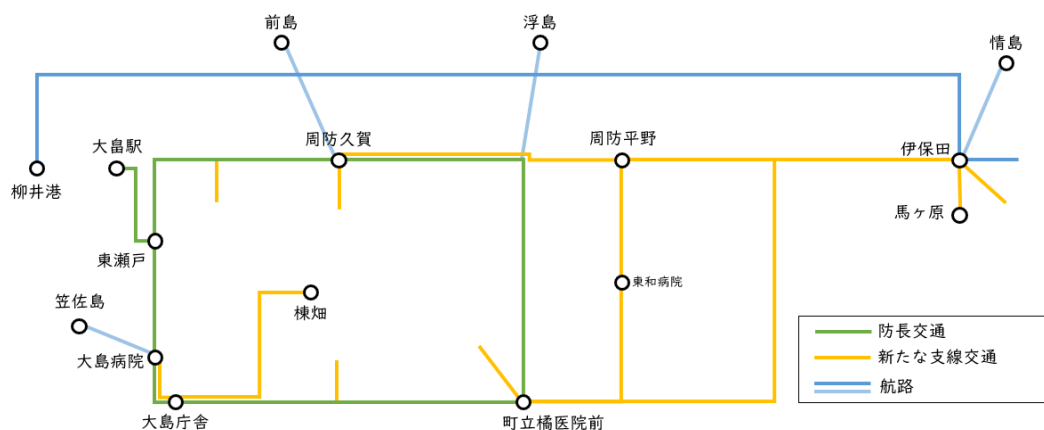 前島
浮島
情島
周防久賀
周防平野
大畠駅
伊保田
柳井港
馬ヶ原
東瀬戸
東和病院
笠佐島
棟畑
大島病院
大島庁舎
町立橘医院前
防長交通
新たな支線交通
航路